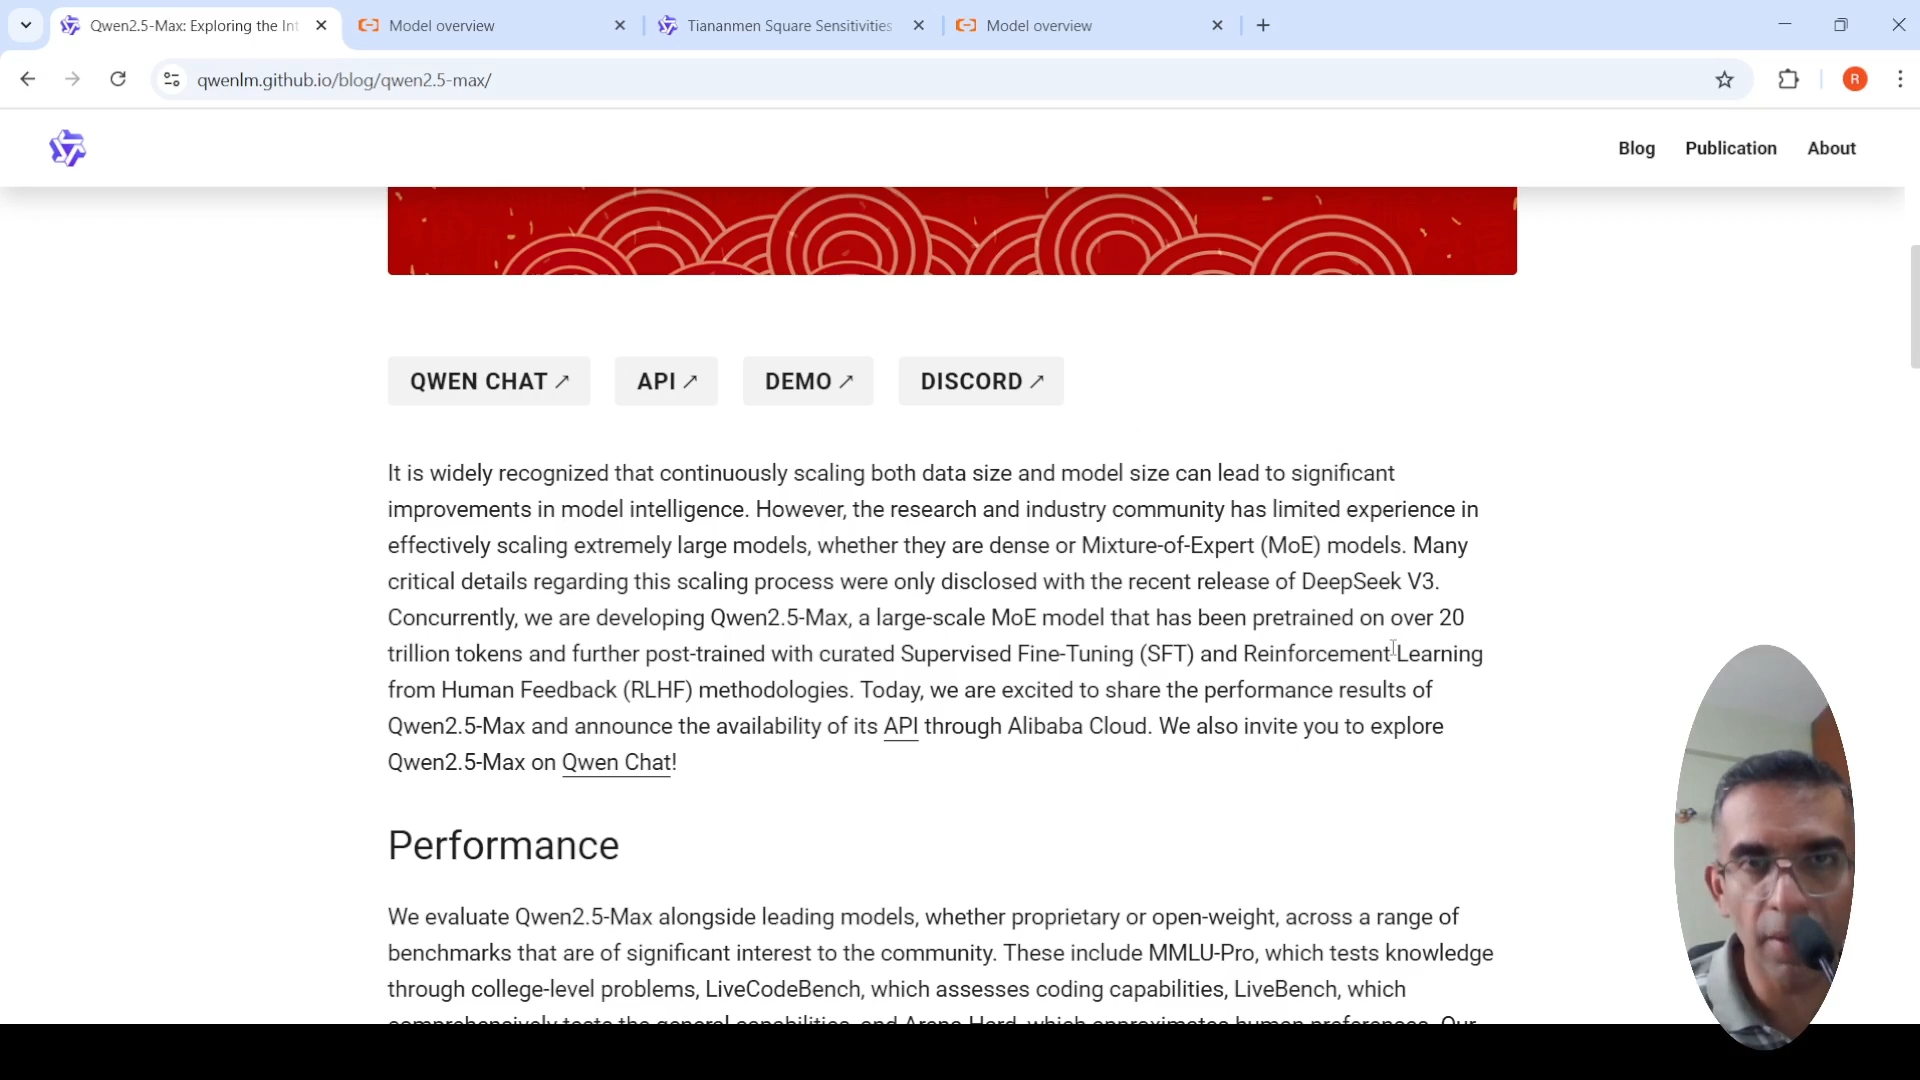 Qwen2.5-Max: Exploring the Int
Model overview
Tiananmen Square Sensitivities
Model overview
qwenlm.github.io/blog/qwen2.5-max/
R
Blog Publication About
QWEN CHAT ↗ API ↗ DEMO ↗ DISCORD ↗
It is widely recognized that continuously scaling both data size and model size can lead to significant
improvements in model intelligence. However, the research and industry community has limited experience in
effectively scaling extremely large models, whether they are dense or Mixture-of-Expert (MoE) models. Many
critical details regarding this scaling process were only disclosed with the recent release of DeepSeek V3.
Concurrently, we are developing Qwen2.5-Max, a large-scale MoE model that has been pretrained on over 20
trillion tokens and further post-trained with curated Supervised Fine-Tuning (SFT) and Reinforcement Learning
from Human Feedback (RLHF) methodologies. Today, we are excited to share the performance results of
Qwen2.5-Max and announce the availability of its API through Alibaba Cloud. We also invite you to explore
Qwen2.5-Max on Qwen Chat!
Performance
We evaluate Qwen2.5-Max alongside leading models, whether proprietary or open-weight, across a range of
benchmarks that are of significant interest to the community. These include MMLU-Pro, which tests knowledge
through college-level problems, LiveCodeBench, which assesses coding capabilities, LiveBench, which
comprehensively tests the general capabilities, and Arena-Hard, which approximates human preferences. Our